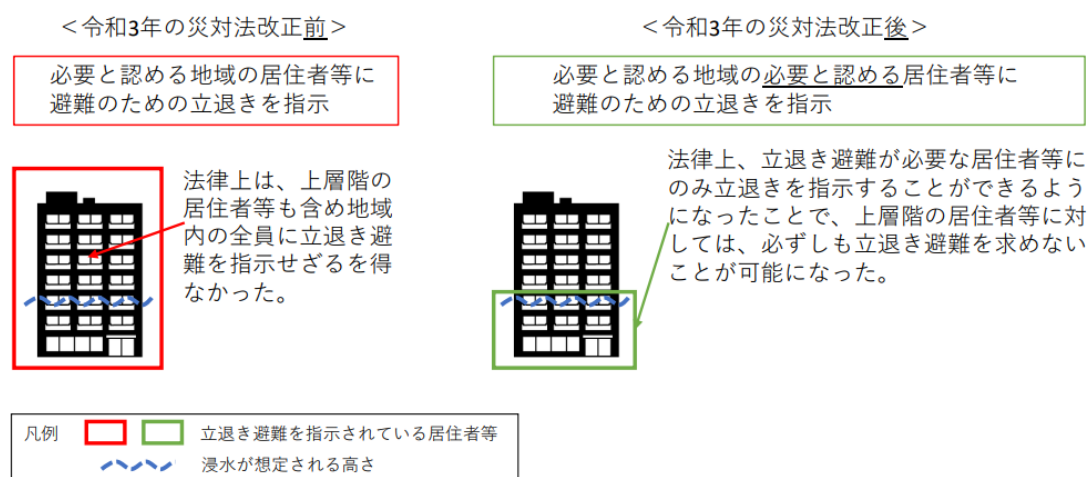 ＜令和3年の災対法改正前＞
必要と認める地域の居住者等に
避難のための立退きを指示
法律上は、上層階の
居住者等も含め地域
内の全員に立退き避
難を指示せざるを得
なかった。
＜令和3年の災対法改正後＞
必要と認める地域の必要と認める居住者等に
避難のための立退きを指示
法律上、立退き避難が必要な居住者等に
のみ立退きを指示することができるよう
になったことで、上層階の居住者等に対
しては、必ずしも立退き避難を求めない
ことが可能になった。
凡例
立退き避難を指示されている居住者等
浸水が想定される高さ